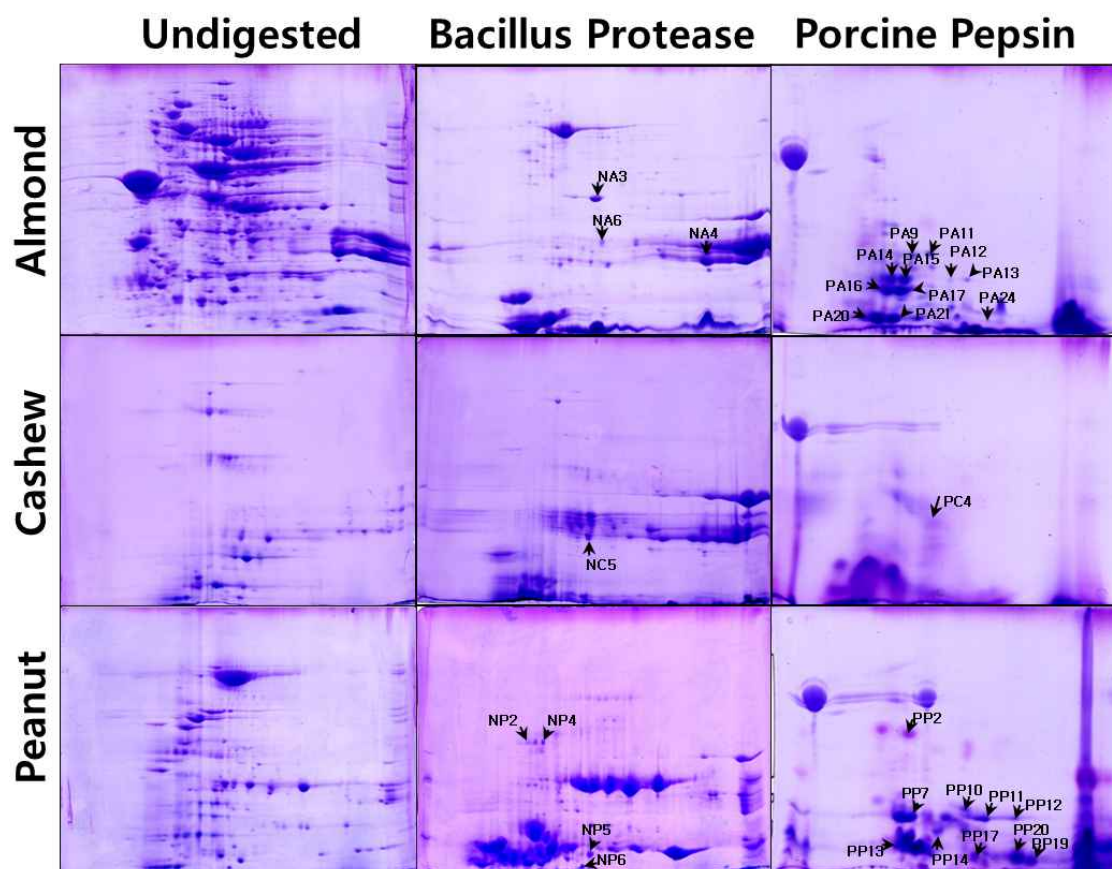 Undigested
Bacillus Protease
Porcine Pepsin
Almond
NA3
NA6
NA4
PA9
PA11
PA14
PA15
PA12
PA13
PA16
PA17
PA24
PA20
PA21
Cashew
NC5
PC4
Peanut
NP2
NP4
NP5
NP6
PP2
PP7
PP10
PP11
PP12
PP13
PP14
PP17
PP20
PP19